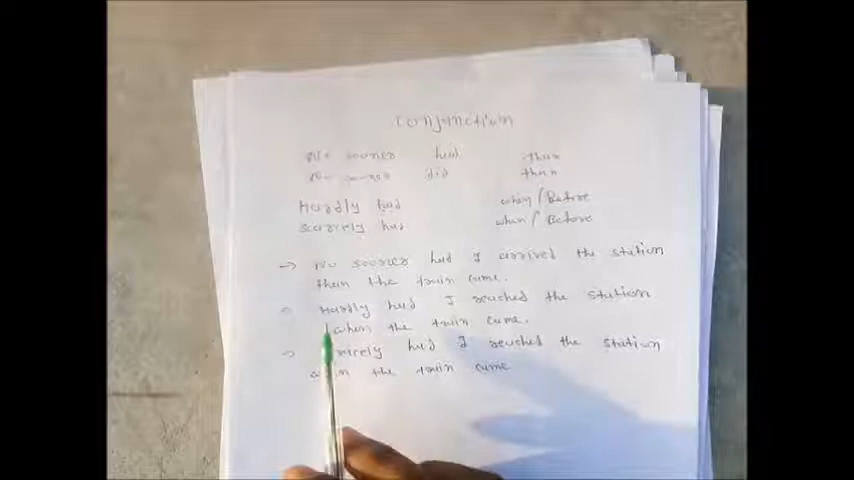 Conjunction
No sooner had than
No sooner did than
Hardly had when/Before
scarcely had when/Before
→ No sooner had I arrived the station
than the train came.
Hardly had I reached the station
when the train came.
→ had I reached the station
the train came